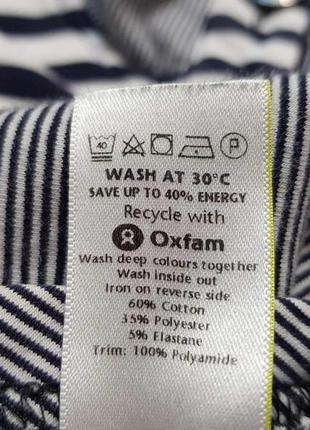 40 P
WASH AT 30°C
SAVE UP TO 40% ENERGY
Recycle with
Oxfam
Wash deep colours together
Wash inside out
Iron on reverse side
60% Cotton
35% Polyester
5% Elastane
Trim: 100% Polyamide